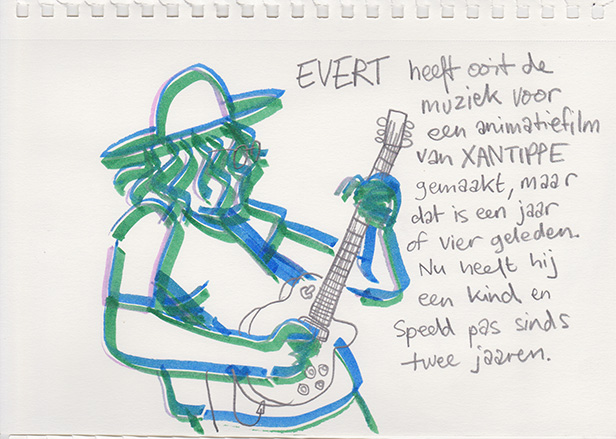 EVERT heeft ooit de
muziek voor
een animatiefilm
van XANTIPPE
gemaakt, maar
dat is een jaar
of vier geleden.
Nu heeft hij
een kind en
speeld pas sinds
twee jaaren.